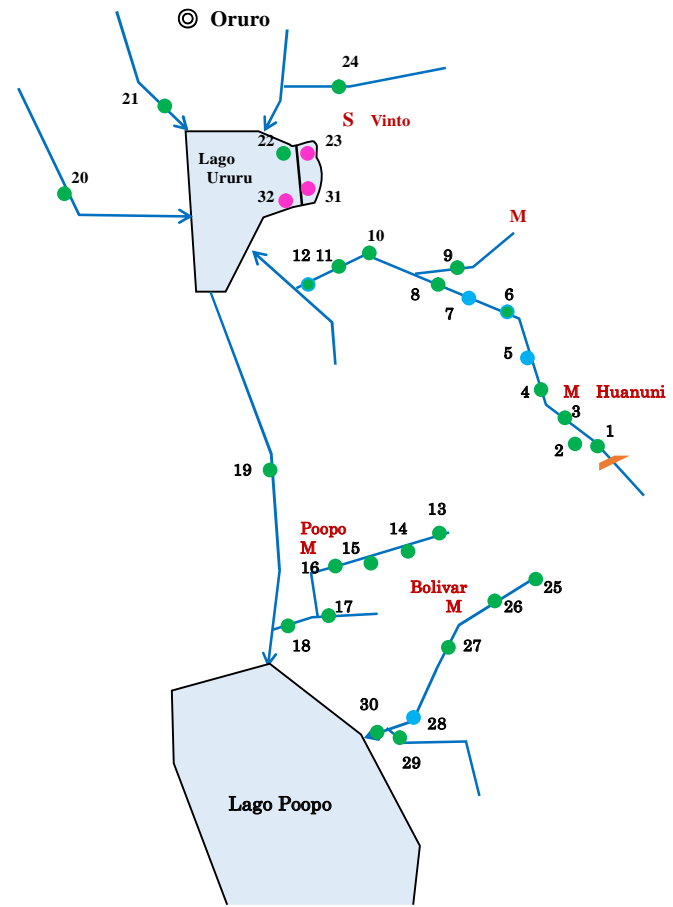 Oruro
24
21
S Vinto
22 23
Lago
Ururu
20
32 31
M
10
12 11 9
8
7 6
5
4 M Huanuni
3
2 1
19
13
Poopo 14
M 15
16
Bolivar 25
M 26
17
18
27
30
28
29
Lago Poopo